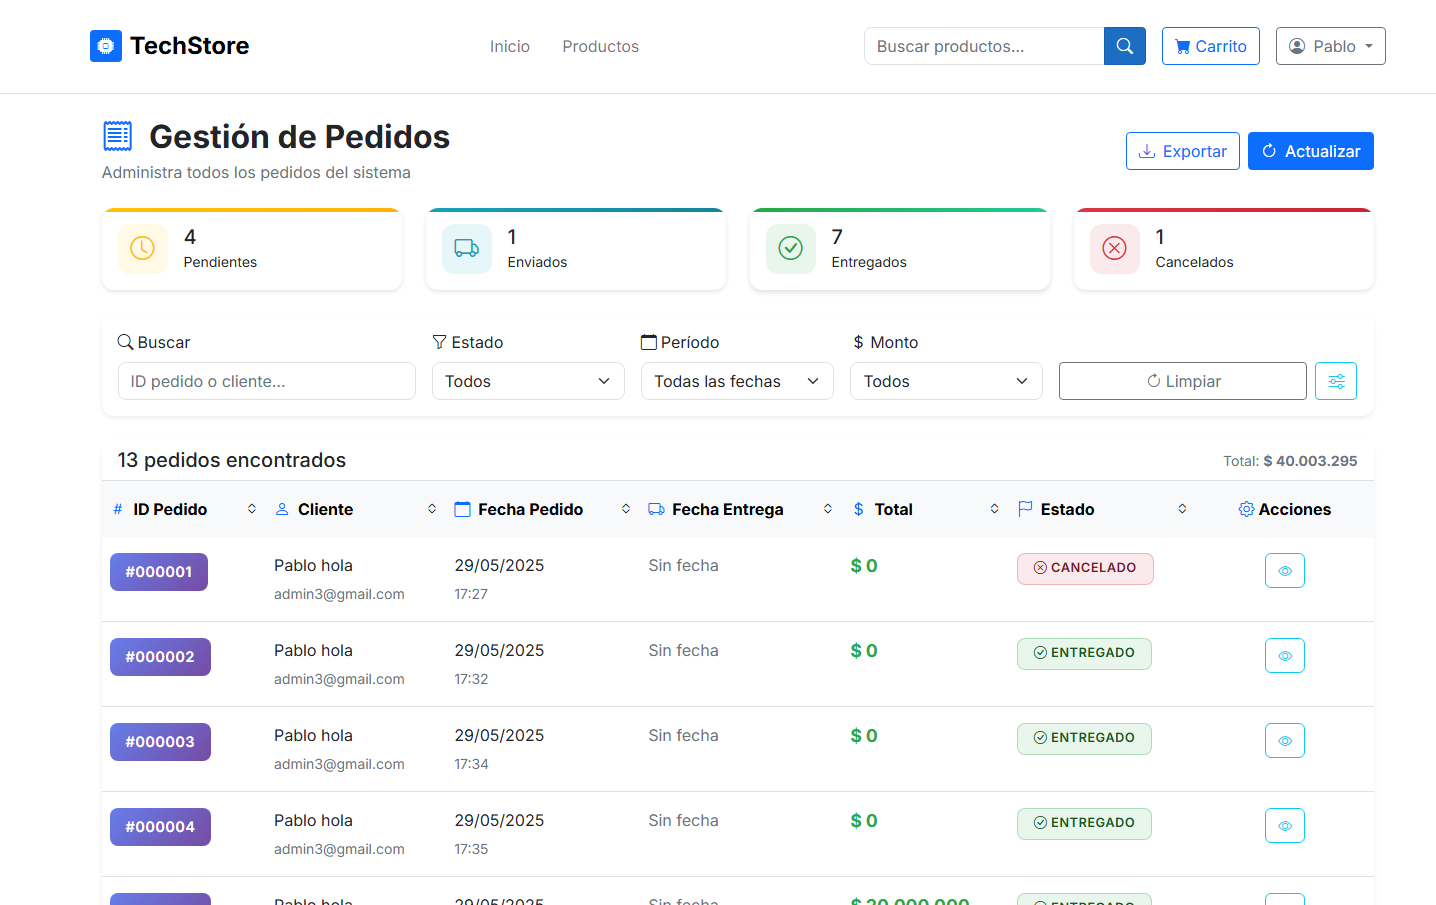 TechStore
Inicio Productos
Buscar productos...
Carrito
Pablo
Gestión de Pedidos
Administra todos los pedidos del sistema
Exportar
Actualizar
4
Pendientes
1
Enviados
7
Entregados
1
Cancelados
Buscar
ID pedido o cliente...
Estado
Todos
Período
Todas las fechas
$ Monto
Todos
Limpiar
13 pedidos encontrados
Total: $ 40.003.295
# ID Pedido Cliente Fecha Pedido Fecha Entrega $ Total Estado Acciones
#000001 Pablo hola 29/05/2025 Sin fecha $ 0 CANCELADO
admin3@gmail.com 17:27
#000002 Pablo hola 29/05/2025 Sin fecha $ 0 ENTREGADO
admin3@gmail.com 17:32
#000003 Pablo hola 29/05/2025 Sin fecha $ 0 ENTREGADO
admin3@gmail.com 17:34
#000004 Pablo hola 29/05/2025 Sin fecha $ 0 ENTREGADO
admin3@gmail.com 17:35
Pablo hola 29/05/2025 Sin fecha $ 20.000.000 ENTREGADO